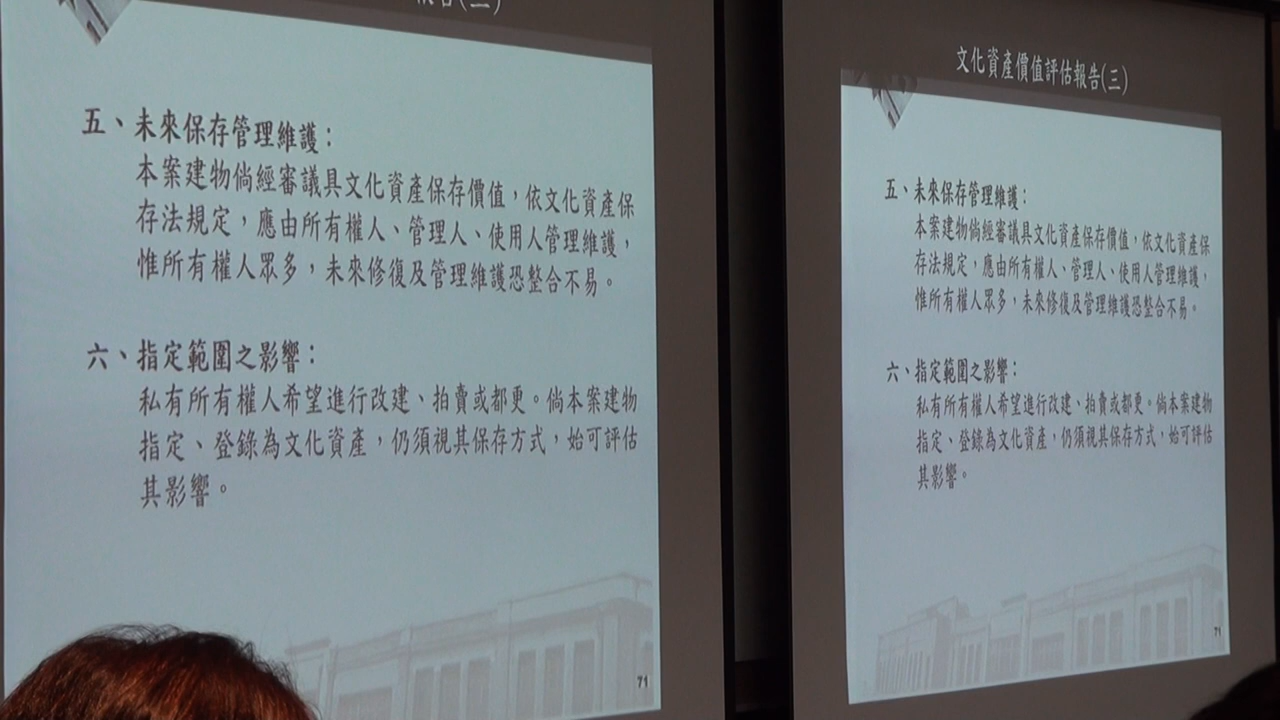 報告(三)
五、未來保存管理維護：
本案建物倘經審議具文化資產保存價值，依文化資產保
存法規定，應由所有權人、管理人、使用人管理維護，
惟所有權人眾多，未來修復及管理維護恐整合不易。
六、指定範圍之影響：
私有所有權人希望進行改建、拍賣或都更。倘本案建物
指定、登錄為文化資產，仍須視其保存方式，始可評估
其影響。
71
文化資產價值評估報告(三)
五、未來保存管理維護：
本案建物倘經審議具文化資產保存價值，依文化資產保
存法規定，應由所有權人、管理人、使用人管理維護，
惟所有權人眾多，未來修復及管理維護恐整合不易。
六、指定範圍之影響：
私有所有權人希望進行改建、拍賣或都更。倘本案建物
指定、登錄為文化資產，仍須視其保存方式，始可評估
其影響。
71